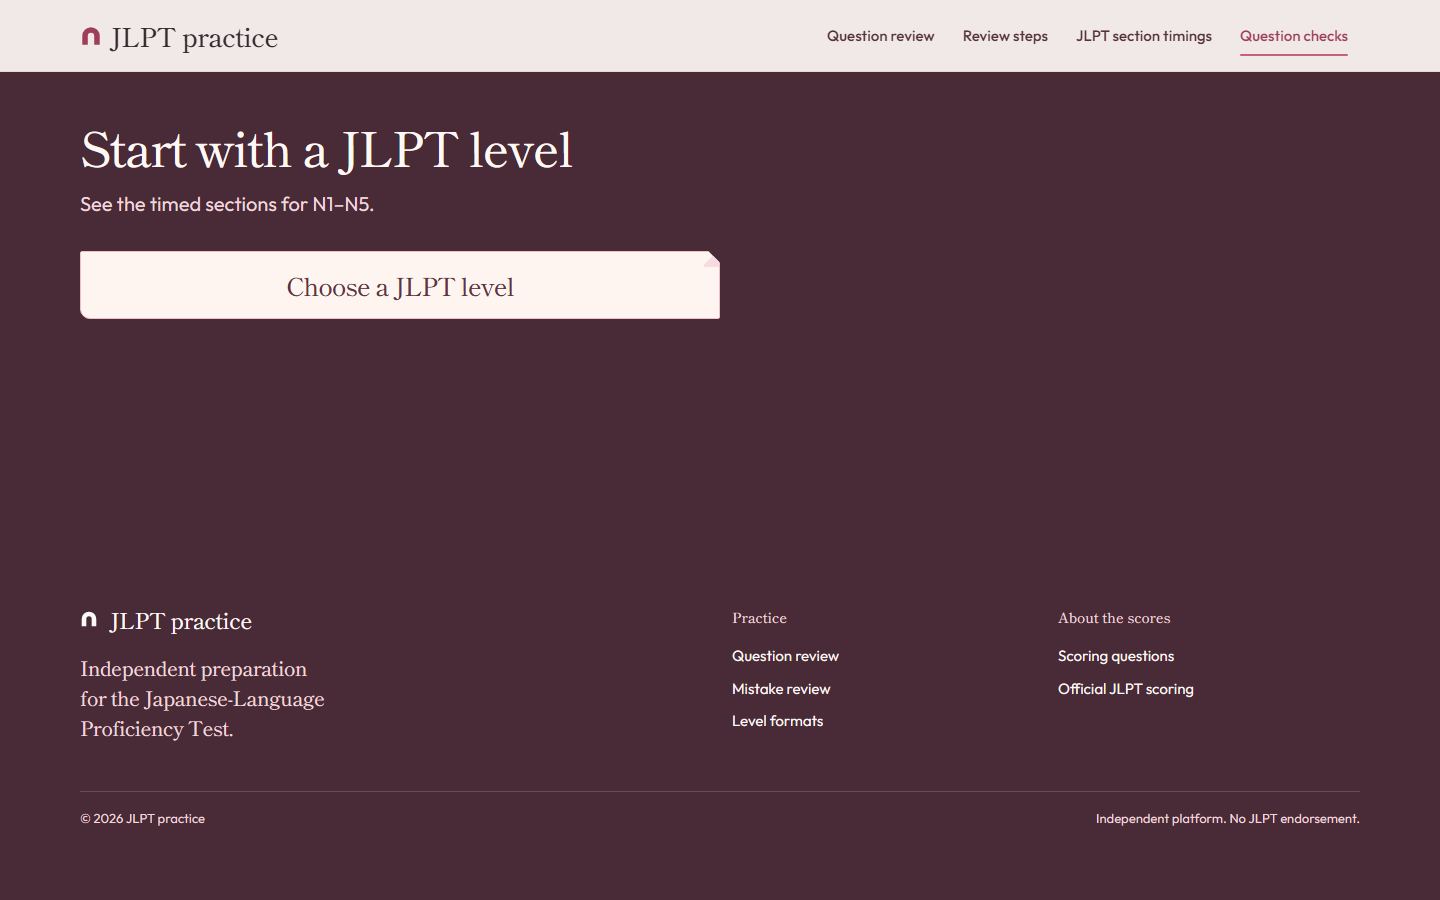 JLPT practice
Question review
Review steps
JLPT section timings
Question checks
Start with a JLPT level
See the timed sections for N1–N5.
Choose a JLPT level
JLPT practice
Independent preparation
for the Japanese-Language
Proficiency Test.
Practice
Question review
Mistake review
Level formats
About the scores
Scoring questions
Official JLPT scoring
© 2026 JLPT practice
Independent platform. No JLPT endorsement.